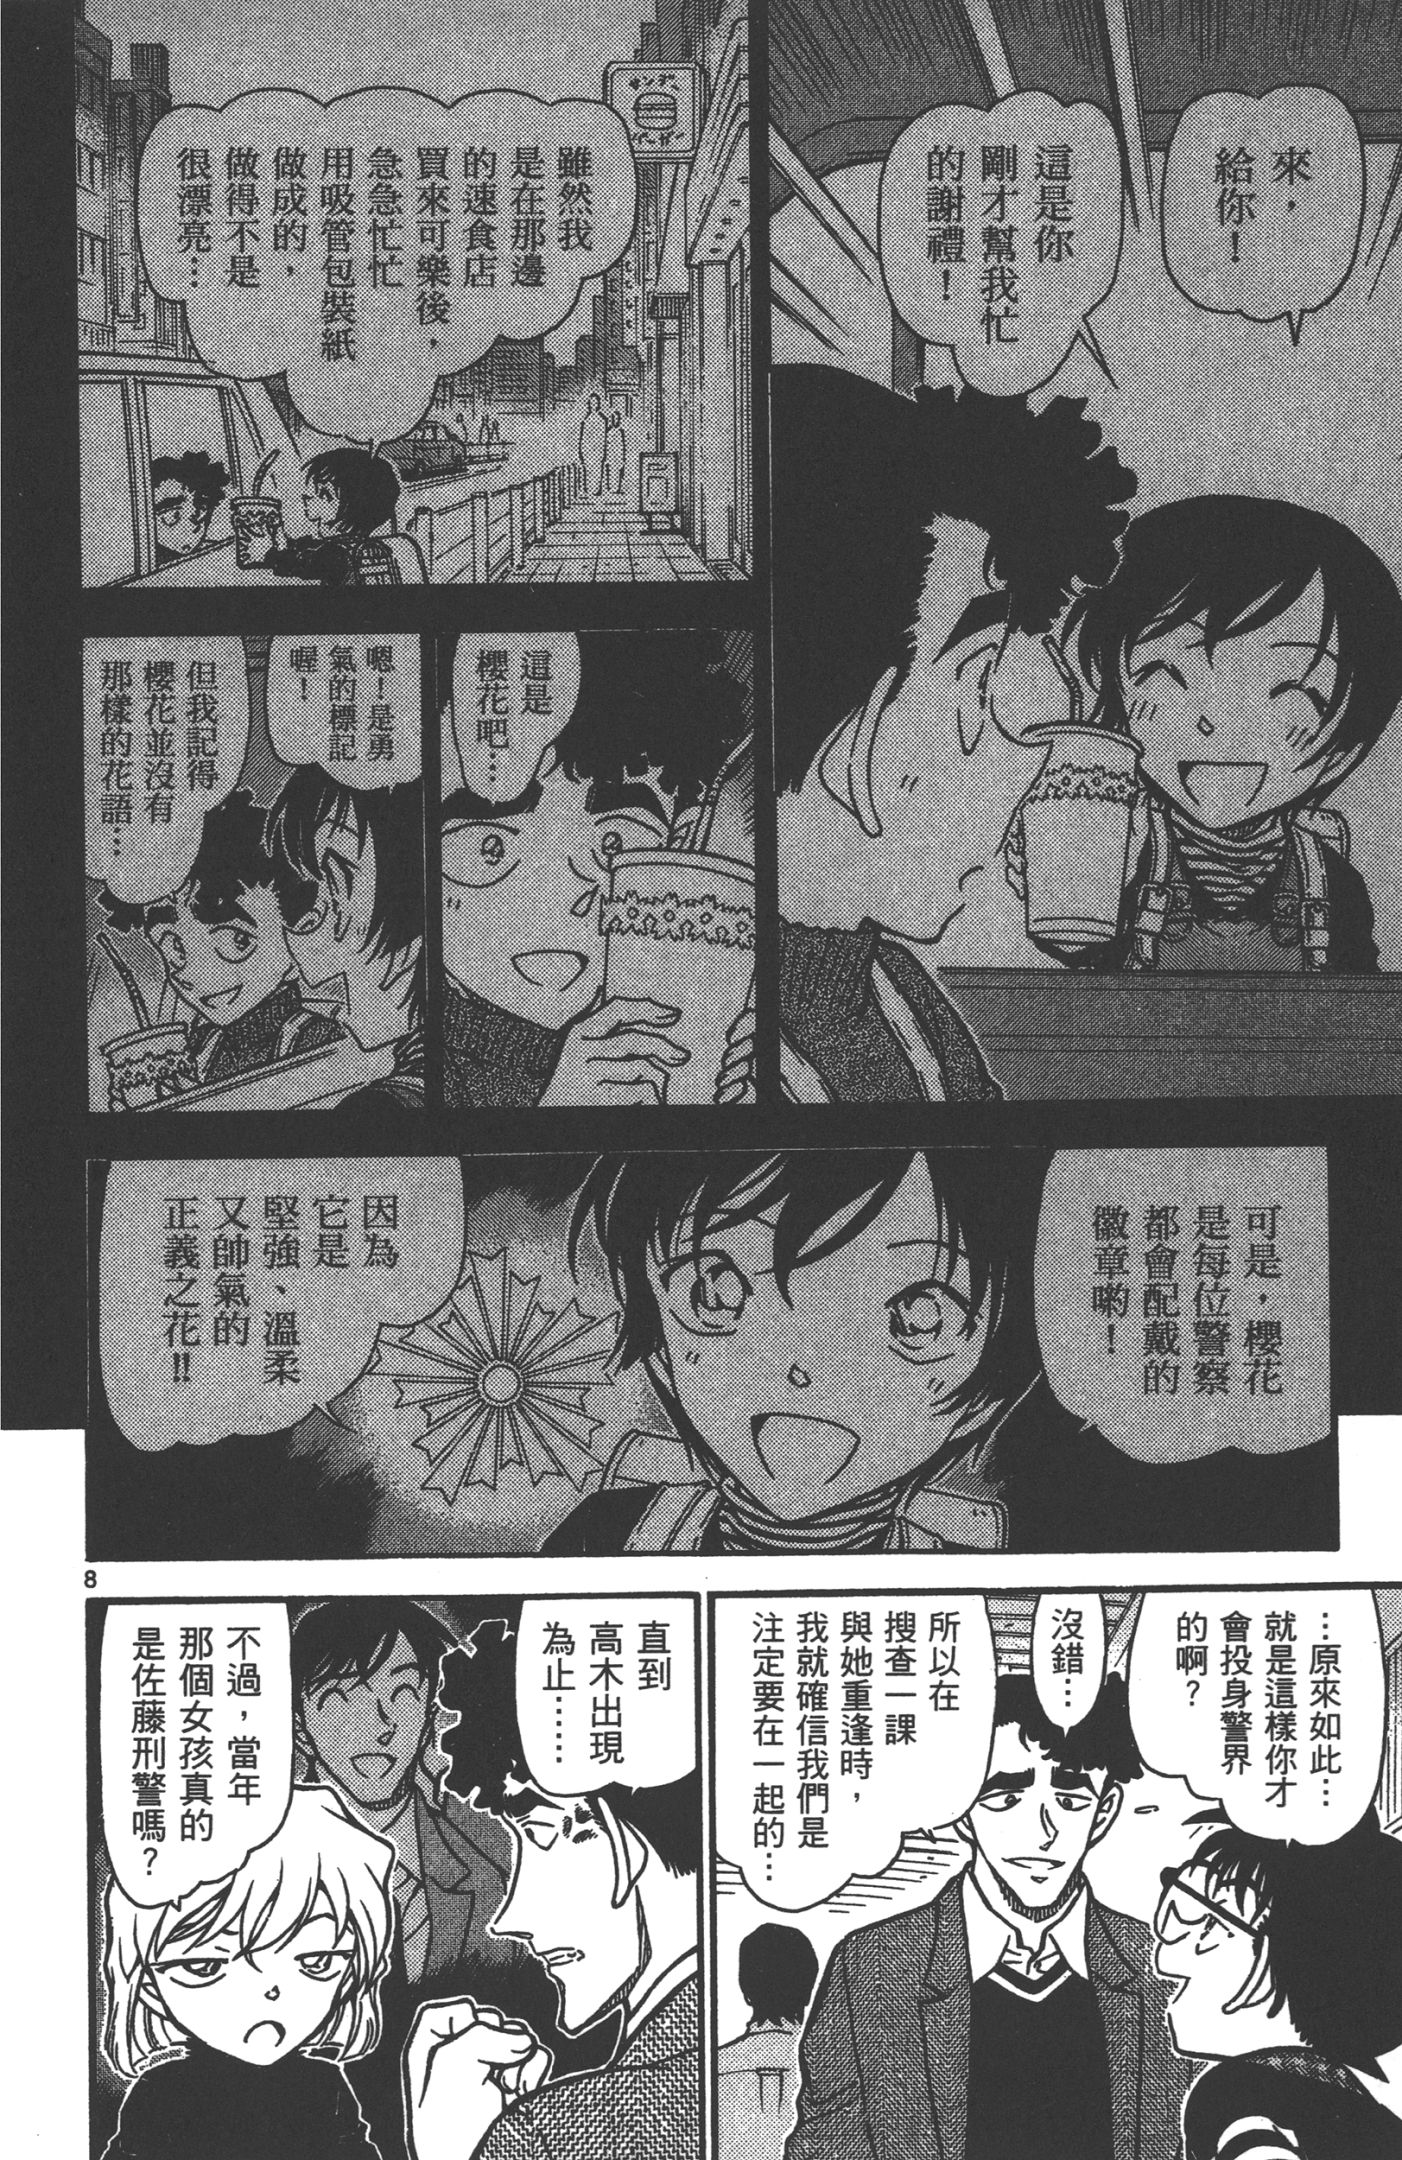 來，
給你！
這是你
剛才幫我忙
的謝禮！
センデー
バーガー
雖然我
是在那邊
的速食店
買來可樂後，
急急忙忙
用吸管包裝紙
做成的，
做得不是
很漂亮…
這是
櫻花吧…
嗯！是勇
氣的標記
喔！
但我記得
櫻花並沒有
那樣的花語…
可是，櫻花
是每位警察
都會配戴的
徽章喲！
因為
它是
堅強、溫柔
又帥氣的
正義之花!!
8
…原來如此…
就是這樣你才
會投身警界
的啊？
沒錯…
所以在
搜查一課
與她重逢時，
我就確信我們是
注定要在一起的…
直到
高木出現
為止……
不過，當年
那個女孩真的
是佐藤刑警嗎？